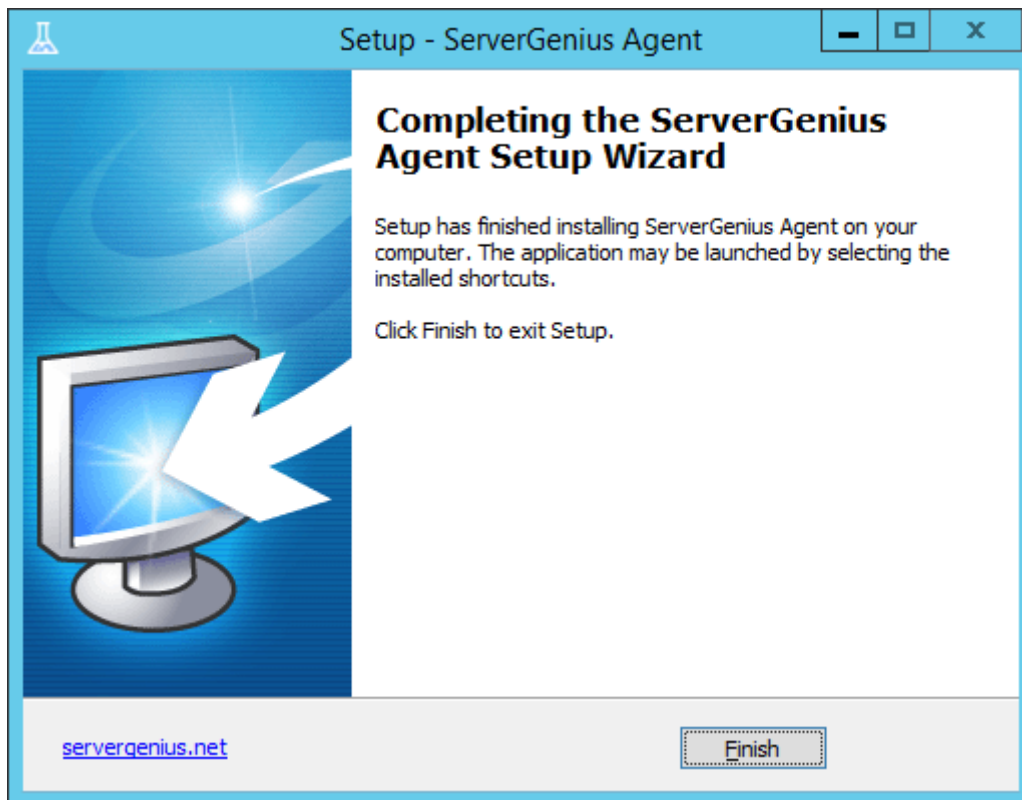 Setup - ServerGenius Agent
Completing the ServerGenius
Agent Setup Wizard
Setup has finished installing ServerGenius Agent on your
computer. The application may be launched by selecting the
installed shortcuts.
Click Finish to exit Setup.
servergenius.net
Finish